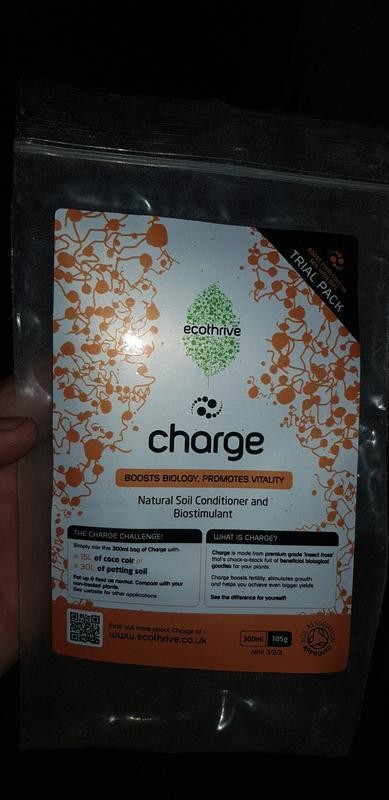 TRIAL PACK
ecothrive
charge
BOOSTS BIOLOGY, PROMOTES VITALITY
Natural Soil Conditioner and
Biostimulant
THE CHARGE CHALLENGE!
Simply mix this 300ml bag of Charge with:
15L of coco coir or
30L of potting soil
Pot up & feed as normal. Compare with your
non-treated plants.
See website for other applications
WHAT IS CHARGE?
Charge is made from premium grade 'insect frass'
that's chock-a-block full of beneficial biological
goodies for your plants.
Charge boosts fertility, stimulates growth
and helps you achieve even bigger yields.
See the difference for yourself!
Find out more about Charge at -
www.ecothrive.co.uk
300ml 105g
NPK 3/2/3
SOIL ASSOCIATION
APPROVED